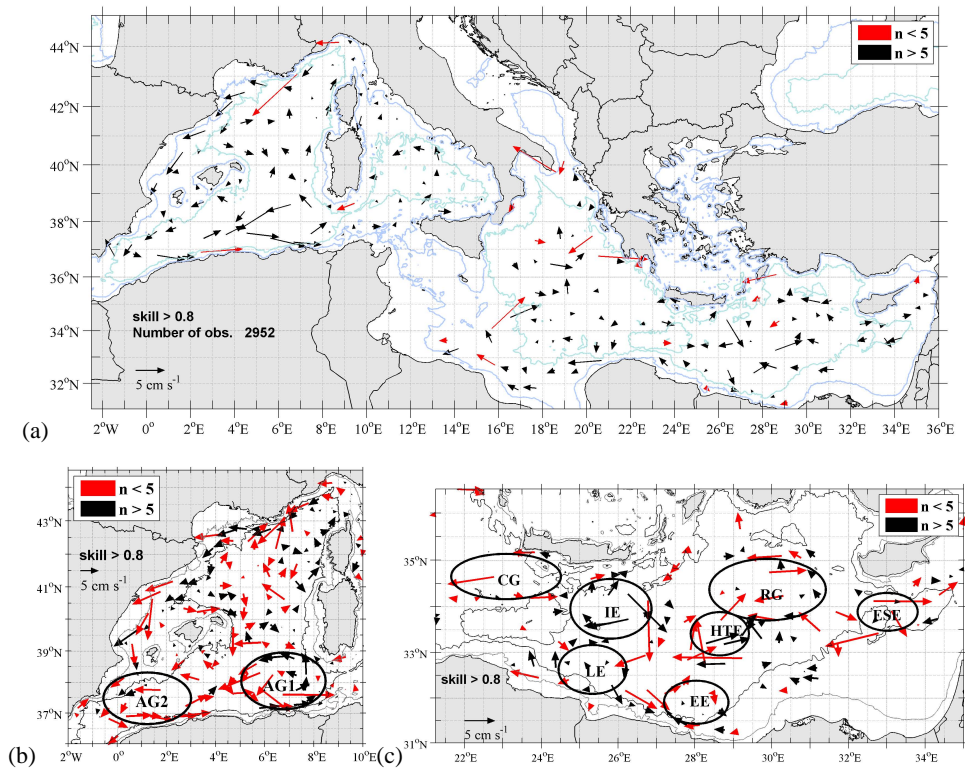 44°N
42°N
40°N
38°N
36°N
34°N
32°N
n < 5
n > 5
skill > 0.8
Number of obs. 2952
5 cm s-1
2°W 0° 2°E 4°E 6°E 8°E 10°E 12°E 14°E 16°E 18°E 20°E 22°E 24°E 26°E 28°E 30°E 32°E 34°E 36°E
(a)
n < 5
n > 5
skill > 0.8
5 cm s-1
43°N
41°N
39°N
37°N
AG2
AG1
2°W 0° 2°E 4°E 6°E 8°E 10°E
(b)
n < 5
n > 5
35°N
33°N
31°N
CG
IE
RG
ESE
HTE
LE
EE
skill > 0.8
5 cm s-1
22°E 24°E 26°E 28°E 30°E 32°E 34°E
(c)